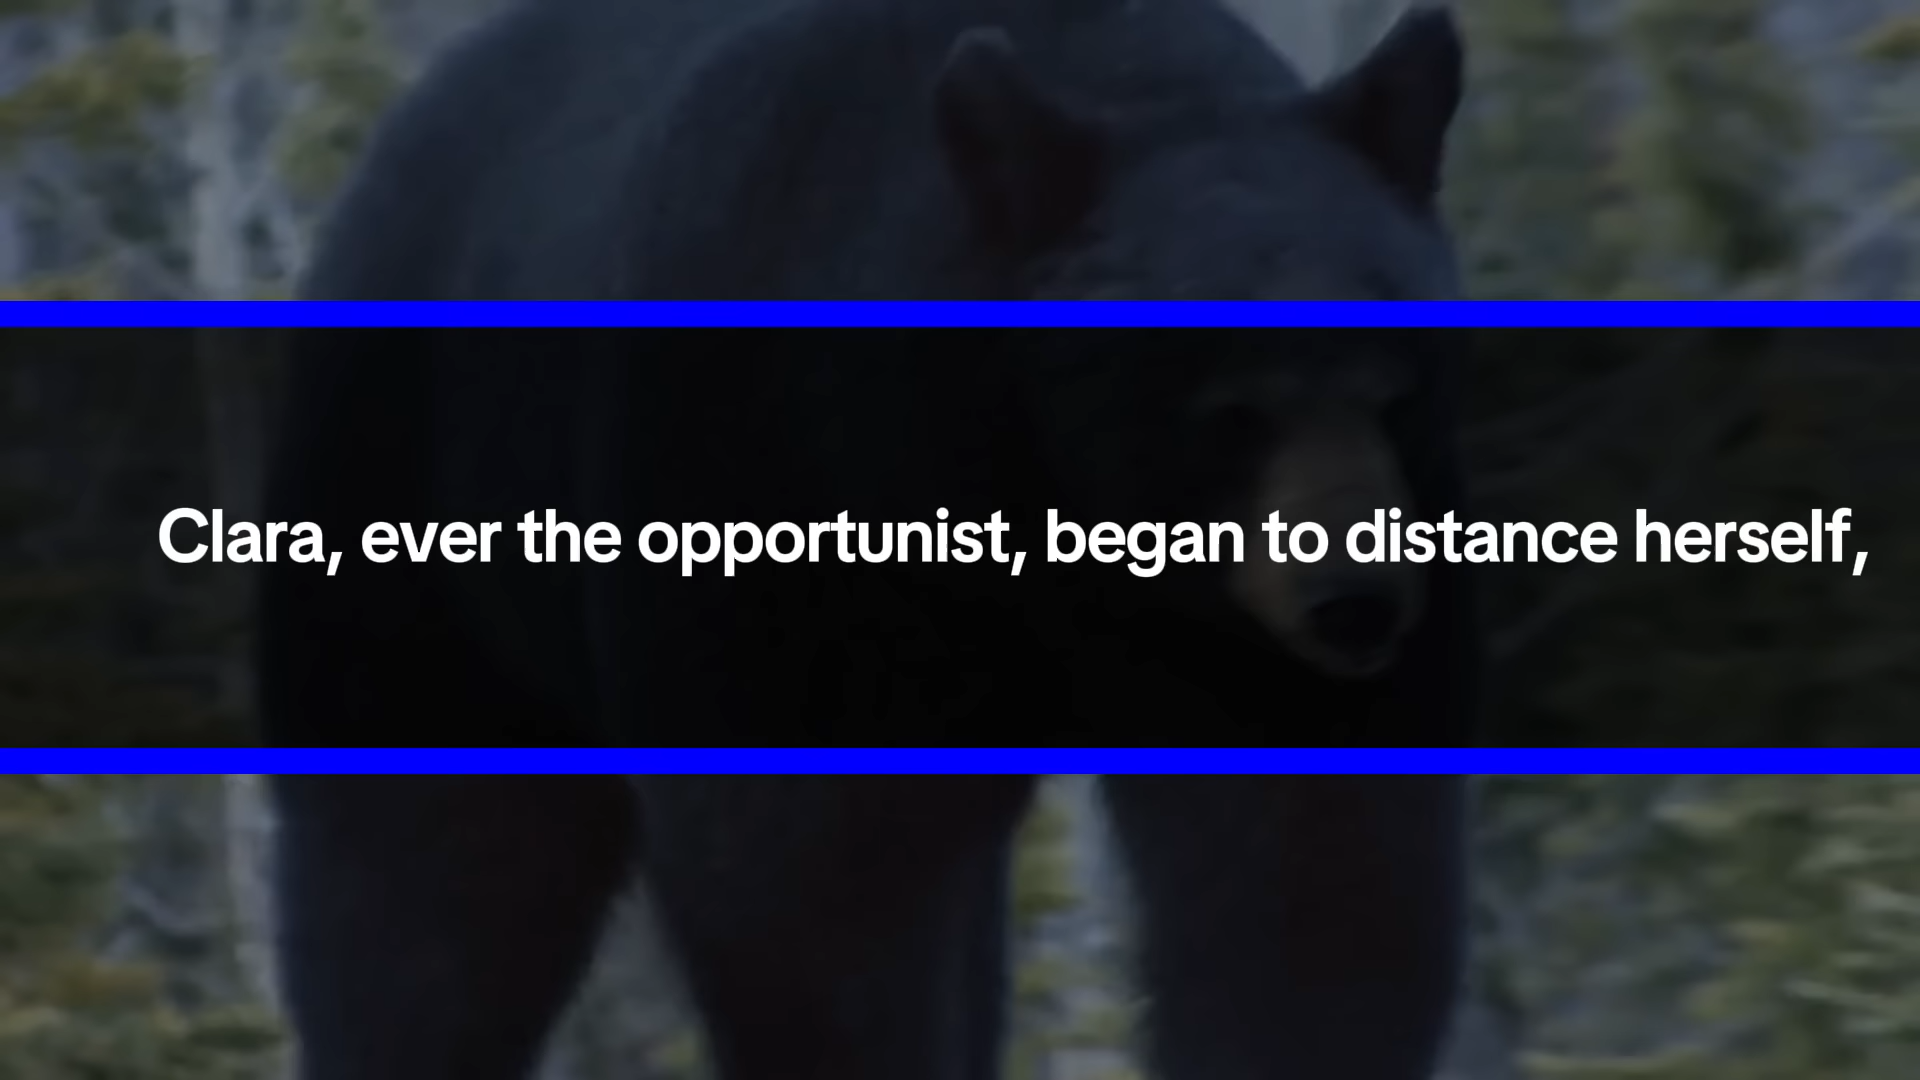 Clara, ever the opportunist, began to distance herself,